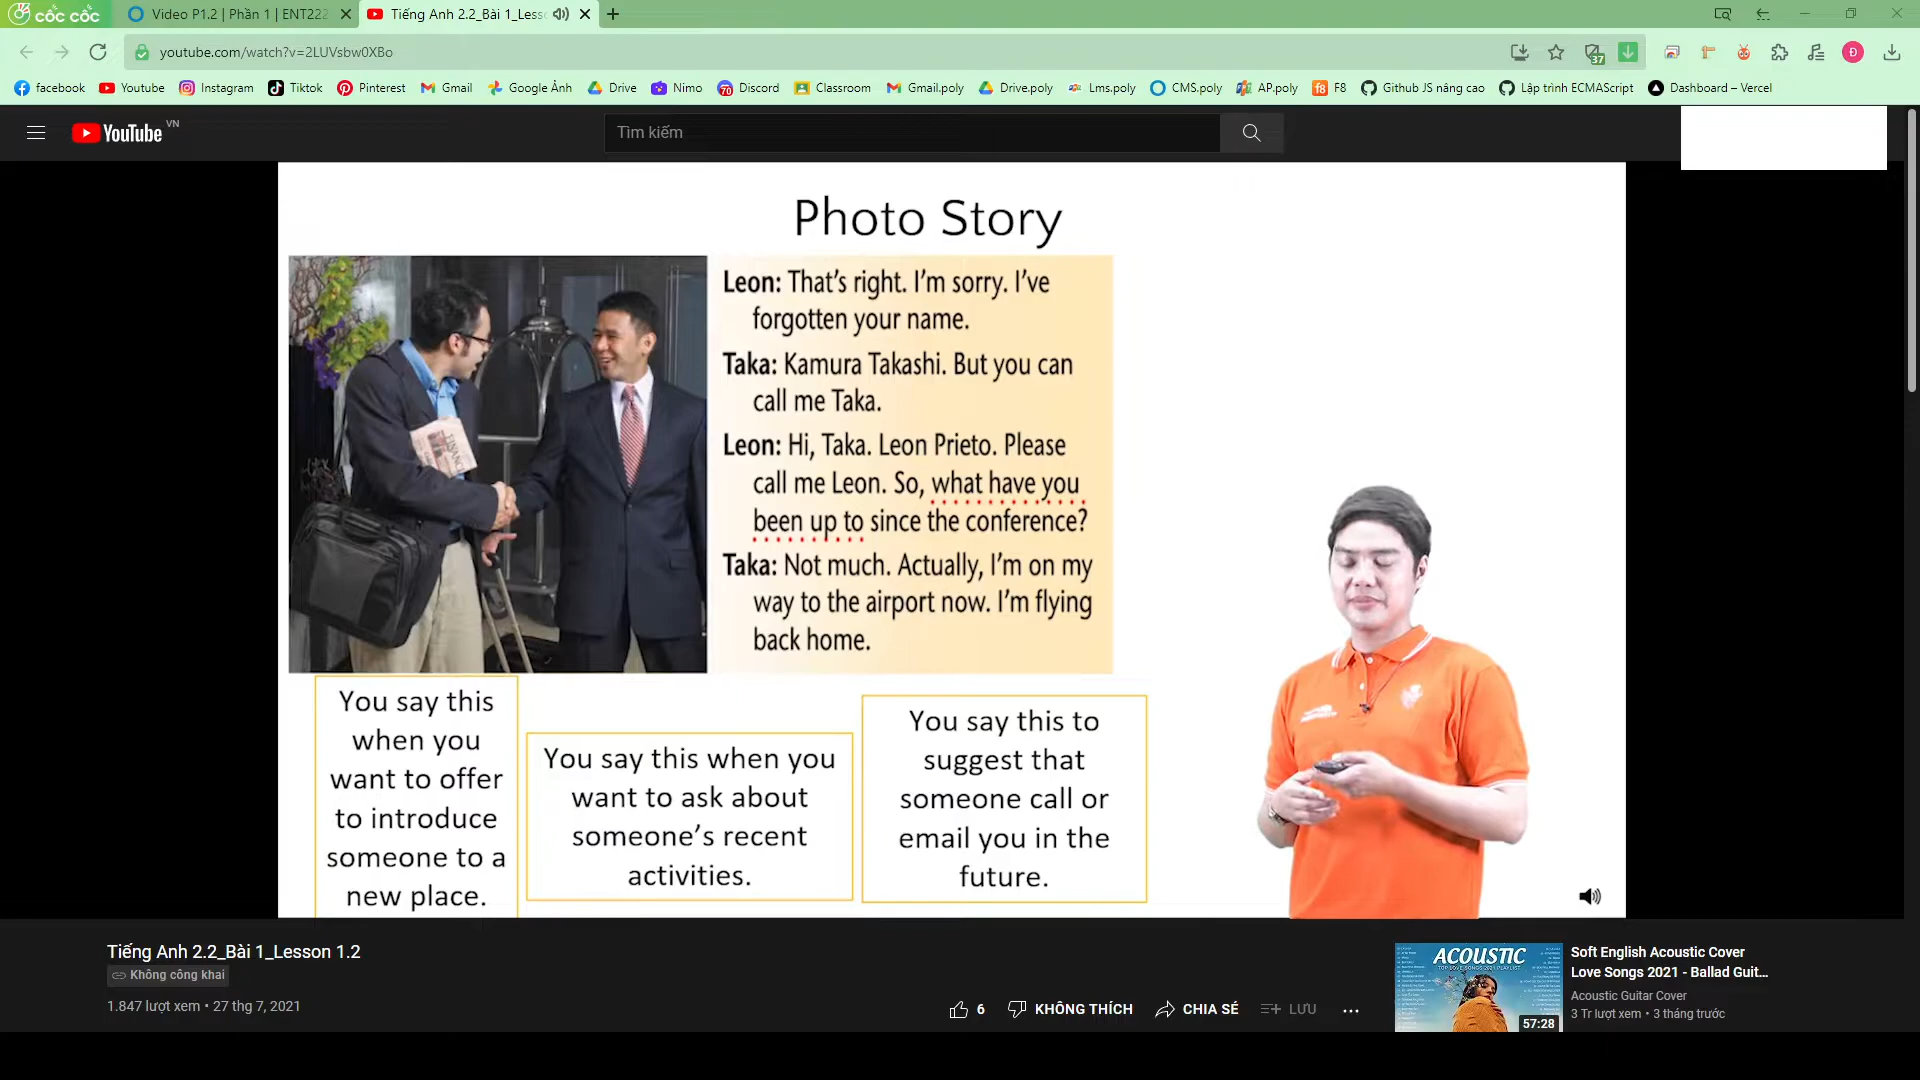 cốc cốc
Video P1.2 | Phần 1 | ENT222
Tiếng Anh 2.2_Bài 1_Less
youtube.com/watch?v=2LUVsbw0XBo
37
Đ
facebook
Youtube
Instagram
Tiktok
Pinterest
Gmail
Google Ảnh
Drive
Nimo
Discord
Classroom
Gmail.poly
Drive.poly
Lms.poly
CMS.poly
AP.poly
F8
Github JS nâng cao
Lập trình ECMAScript
Dashboard – Vercel
YouTube VN
Tìm kiếm
Photo Story
Leon: That's right. I'm sorry. I've
forgotten your name.
Taka: Kamura Takashi. But you can
call me Taka.
Leon: Hi, Taka. Leon Prieto. Please
call me Leon. So, what have you
been up to since the conference?
Taka: Not much. Actually, I'm on my
way to the airport now. I'm flying
back home.
You say this
when you
want to offer
to introduce
someone to a
new place.
You say this when you
want to ask about
someone's recent
activities.
You say this to
suggest that
someone call or
email you in the
future.
Tiếng Anh 2.2_Bài 1_Lesson 1.2
Không công khai
1.847 lượt xem • 27 thg 7, 2021
6
KHÔNG THÍCH
CHIA SẺ
LƯU
ACOUSTIC
TOP LOVE SONGS 2021 PLAYLIST
57:28
Soft English Acoustic Cover
Love Songs 2021 - Ballad Guit...
Acoustic Guitar Cover
3 Tr lượt xem • 3 tháng trước